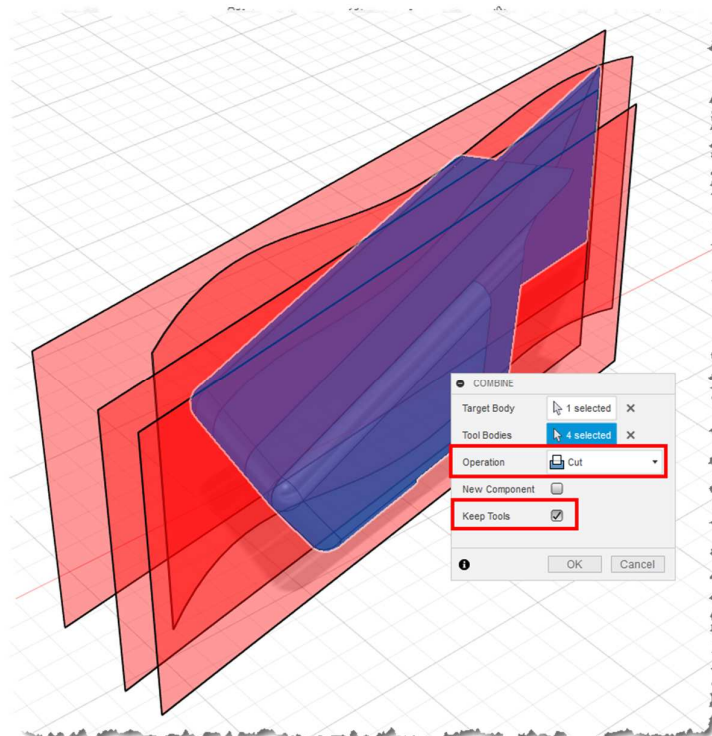 COMBINE
Target Body 1 selected
Tool Bodies 4 selected
Operation Cut
New Component
Keep Tools
OK Cancel